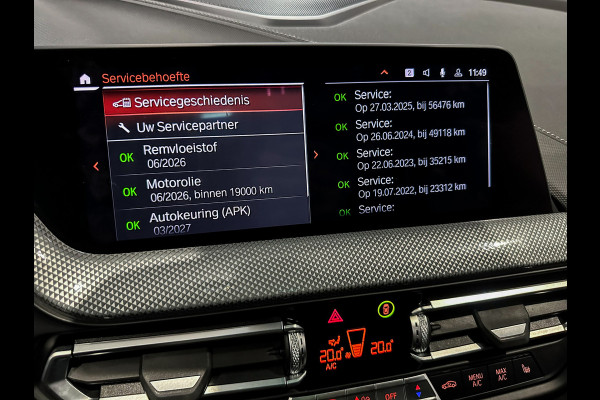 Servicebehoefte
2
11:49
Servicegeschiedenis
Uw Servicepartner
OK Remvloeistof
06/2026
OK Motorolie
06/2026, binnen 19000 km
OK Autokeuring (APK)
03/2027
OK Service:
Op 27.03.2025, bij 56476 km
OK Service:
Op 26.06.2024, bij 49118 km
OK Service:
Op 22.06.2023, bij 35215 km
OK Service:
Op 19.07.2022, bij 23312 km
OK Service:
20.0°
20.0°
A/C
OFF
MENU
A/C
MAX
A/C